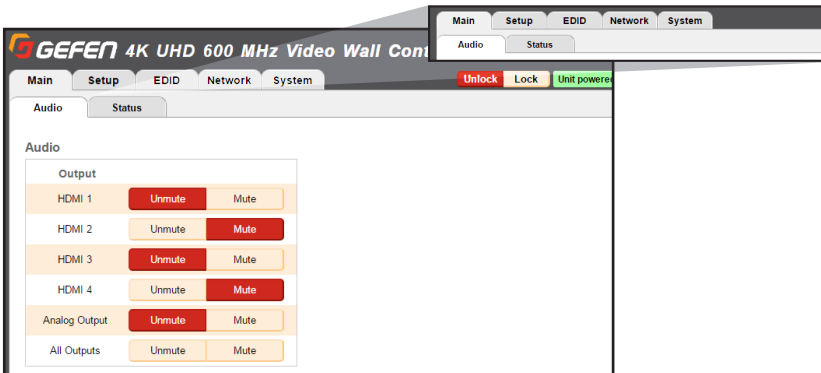 Main Setup EDID Network System
Audio Status
GEFEN 4K UHD 600 MHz Video Wall Cont
Main Setup EDID Network System Unlock Lock Unit powere
Audio Status
Audio
Output
HDMI 1 Unmute Mute
HDMI 2 Unmute Mute
HDMI 3 Unmute Mute
HDMI 4 Unmute Mute
Analog Output Unmute Mute
All Outputs Unmute Mute